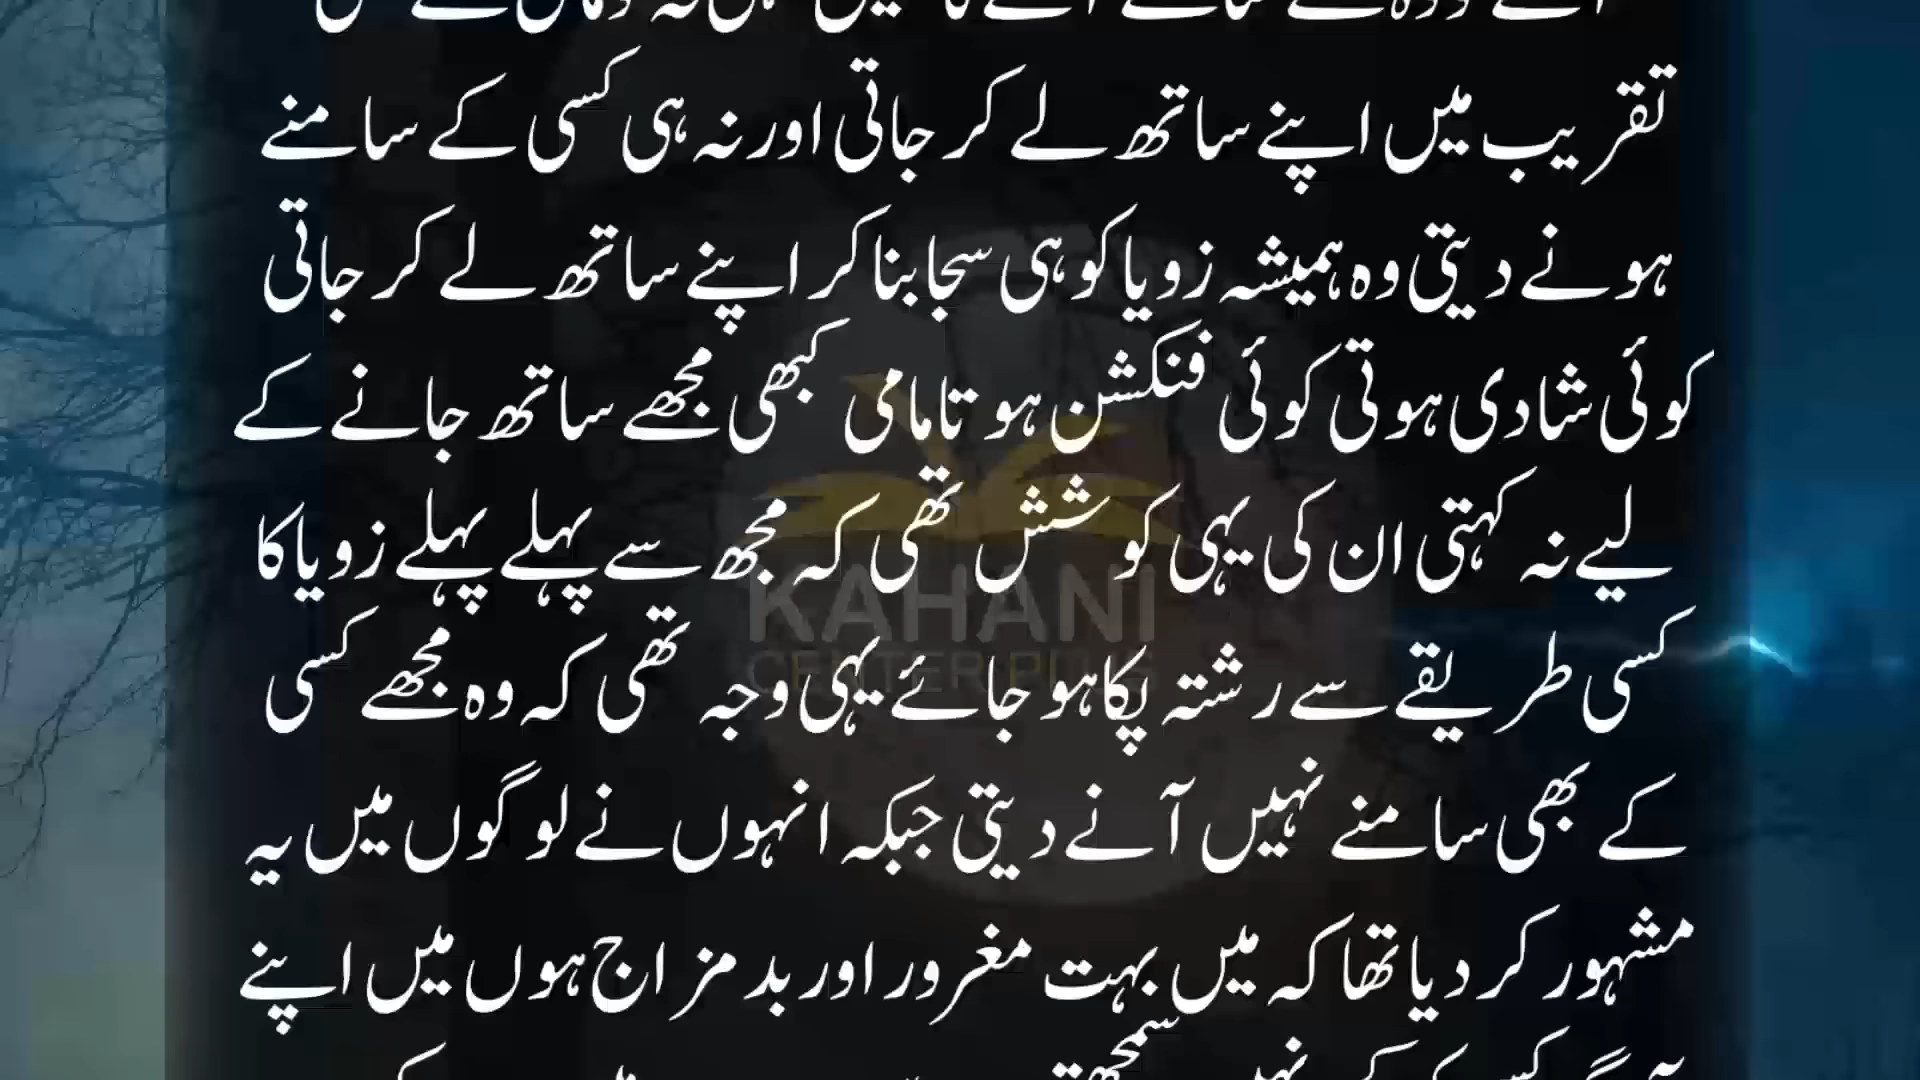 تقریب میں اپنے ساتھ لے کر جاتی اور نہ ہی کسی کے سامنے
ہونے دیتی وہ ہمیشہ زویا کو ہی سجا بنا کر اپنے ساتھ لے کر جاتی
کوئی شادی ہوتی کوئی فنکشن ہوتا مامی کبھی مجھے ساتھ جانے کے
لیے نہ کہتی ان کی یہی کوشش تھی کہ مجھ سے پہلے پہلے زویا کا
KAHANI
کسی طریقے سے رشتہ پکا ہو جائے یہی وجہ تھی کہ وہ مجھے کسی
CENTER PLUS
کے بھی سامنے نہیں آنے دیتی جبکہ انہوں نے لوگوں میں یہ
مشہور کر دیا تھا کہ میں بہت مغرور اور بد مزاج ہوں میں اپنے